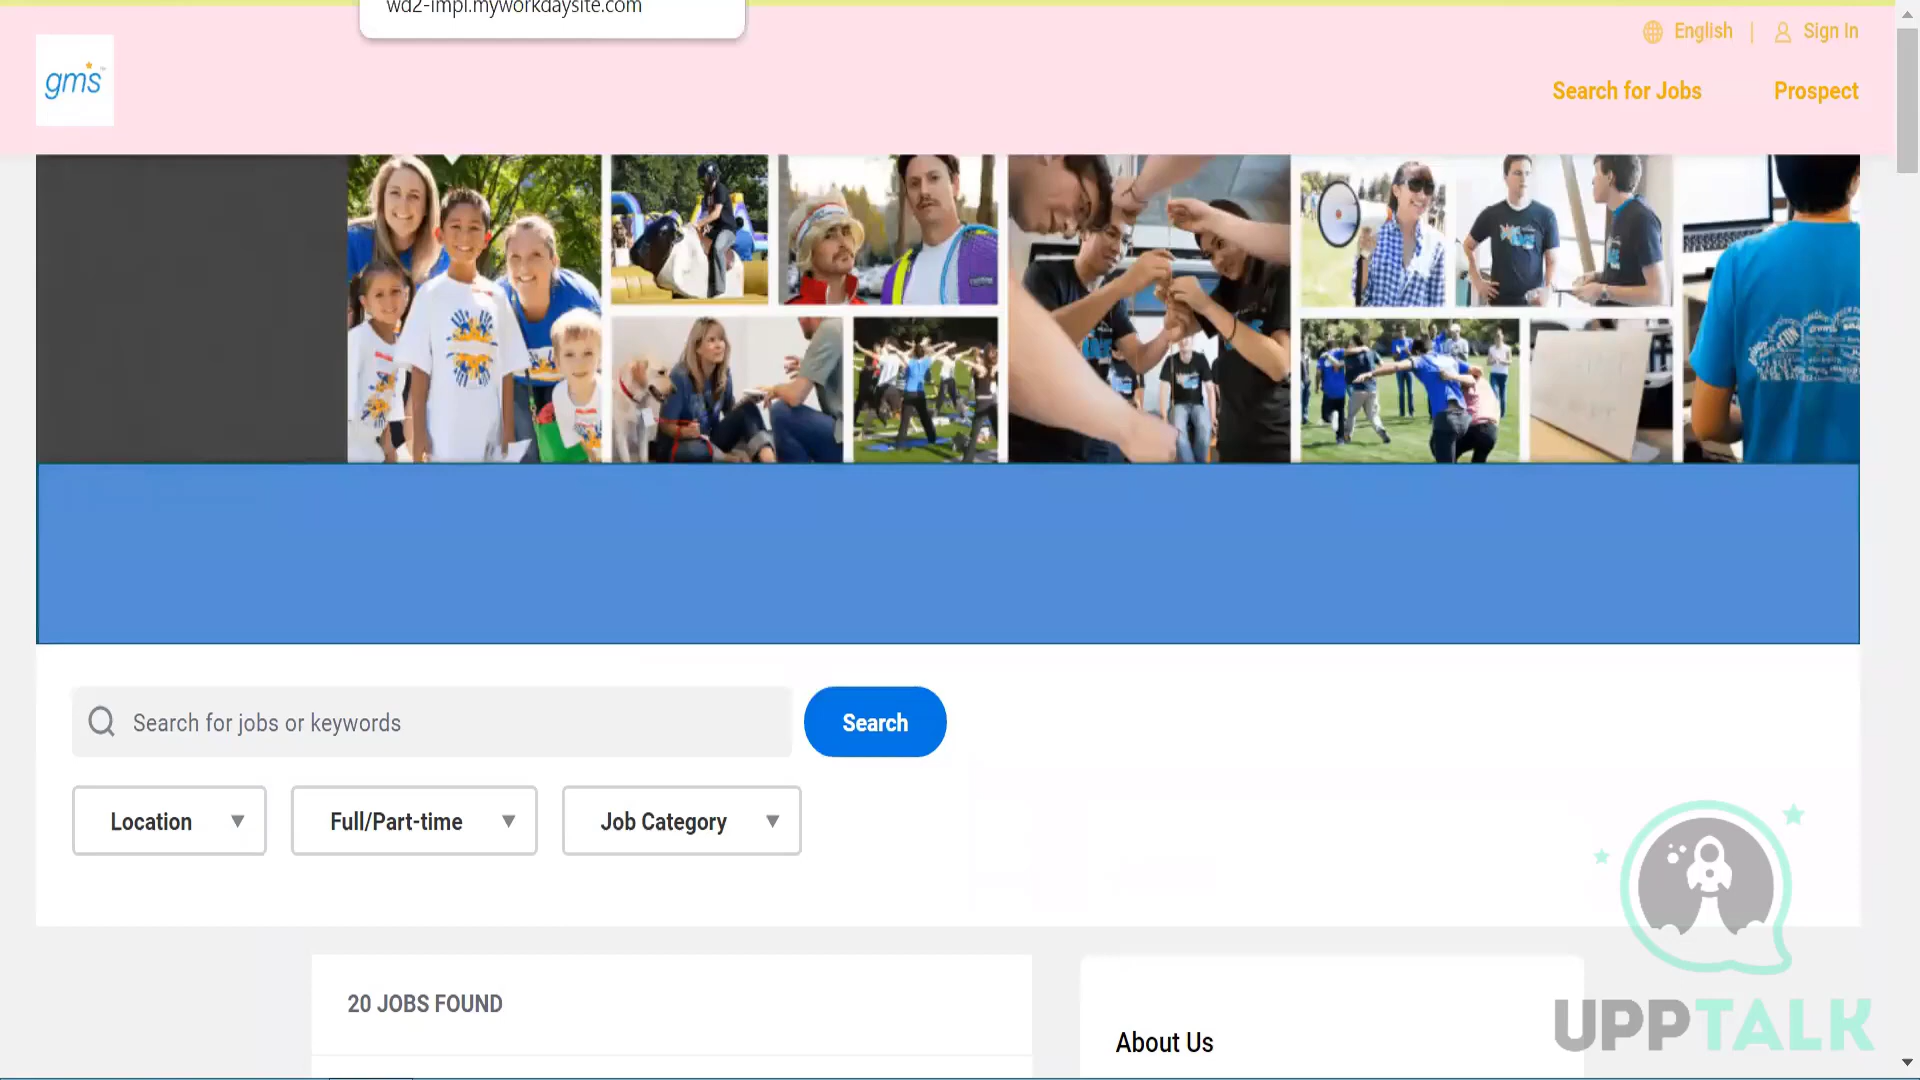 wd2-impl.myworkdaysite.com
English | Sign In
gms
Search for Jobs Prospect
Search for jobs or keywords Search
Location Full/Part-time Job Category
20 JOBS FOUND
About Us
UPPTALK